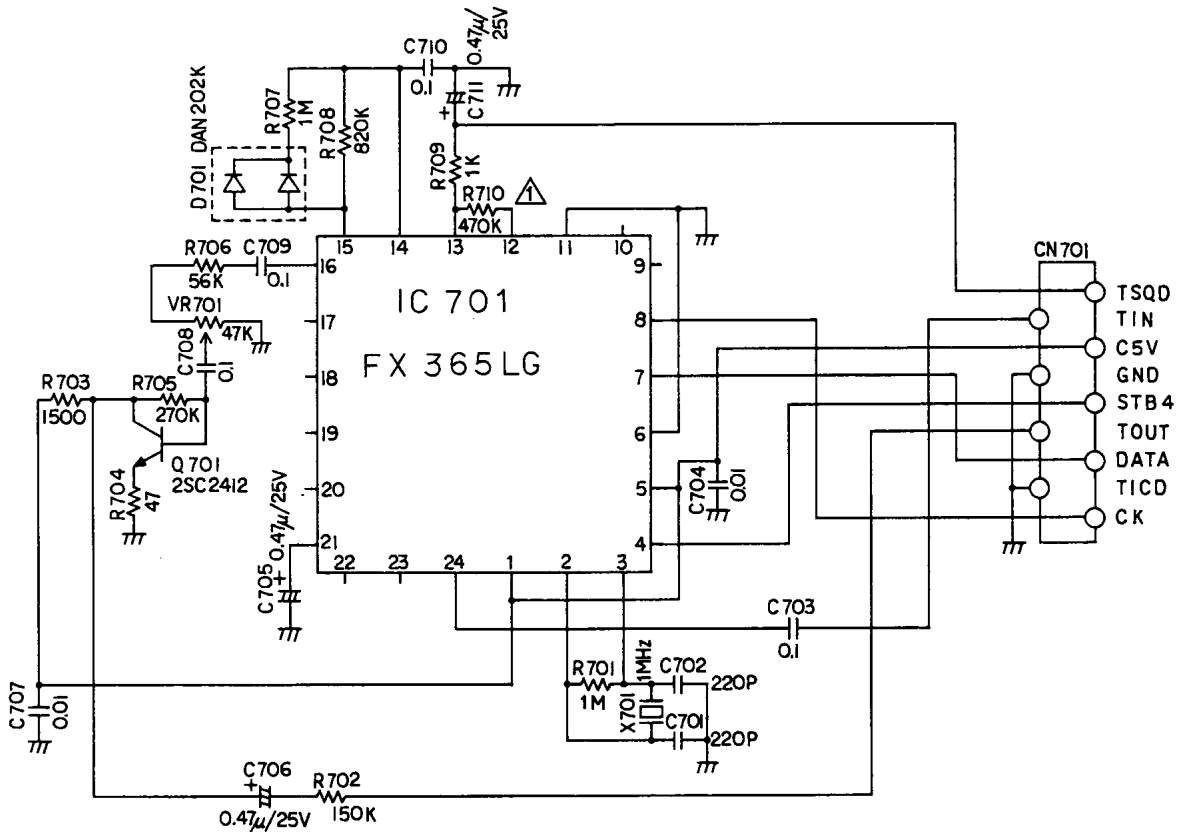 C710
0.1
0.47μ/
25V
C711
+
R707
1M
R708
820K
D701 DAN202K
R709
1K
R710
470K
1
15
14
13
12
11
10
R706
56K
C709
0.1
VR701
47K
C708
0.1
R703
1500
R705
270K
Q701
2SC2412
R704
47
0.47μ/25V
C705
+
16
17
18
19
20
21
IC 701
FX 365LG
9
8
7
6
5
4
22
23
24
1
2
3
C704
0.01
CN701
TSQD
TIN
C5V
GND
STB4
TOUT
DATA
TICD
CK
C703
0.1
R701
1M
1MHz
X701
C702
220P
C701
220P
C707
0.01
C706
+
0.47μ/25V
R702
150K